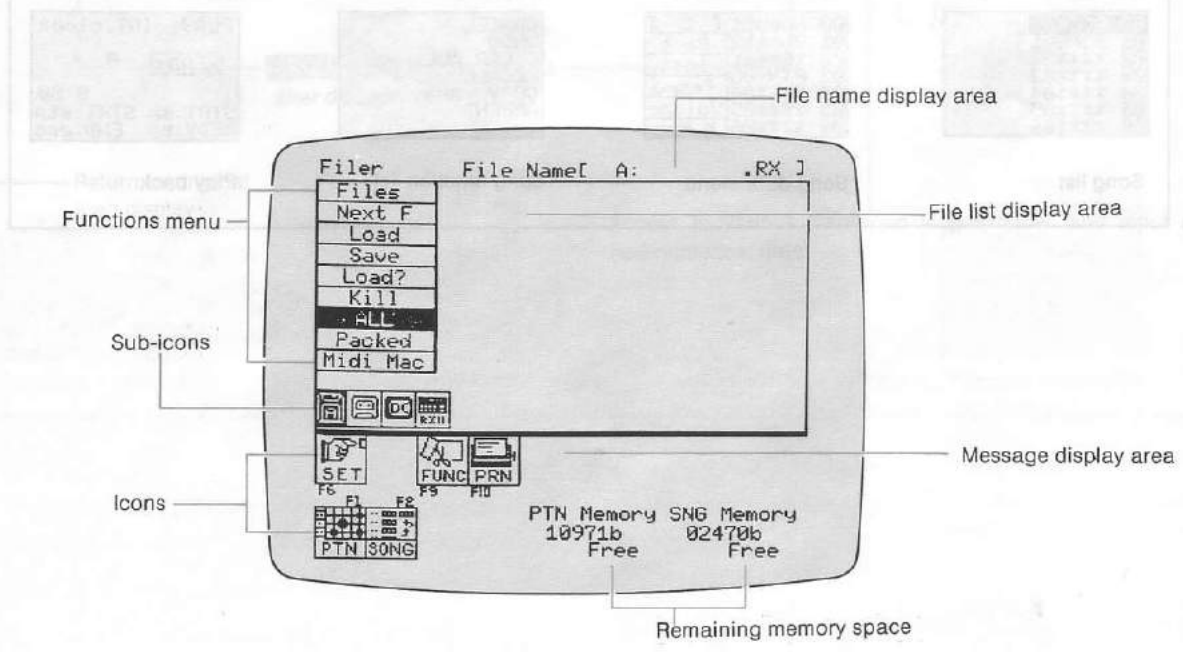 File name display area
Filer File Name[ A: .RX ]
Files
Functions menu
Next F
File list display area
Load
Save
Load?
Kill
ALL
Sub-icons
Packed
Midi Mac
DC
RX11
SET
FUNC PRN
Message display area
F6
F9 F10
Icons
F1 F2
PTN SONG
PTN Memory SNG Memory
10971b 02470b
Free Free
Remaining memory space
Song list